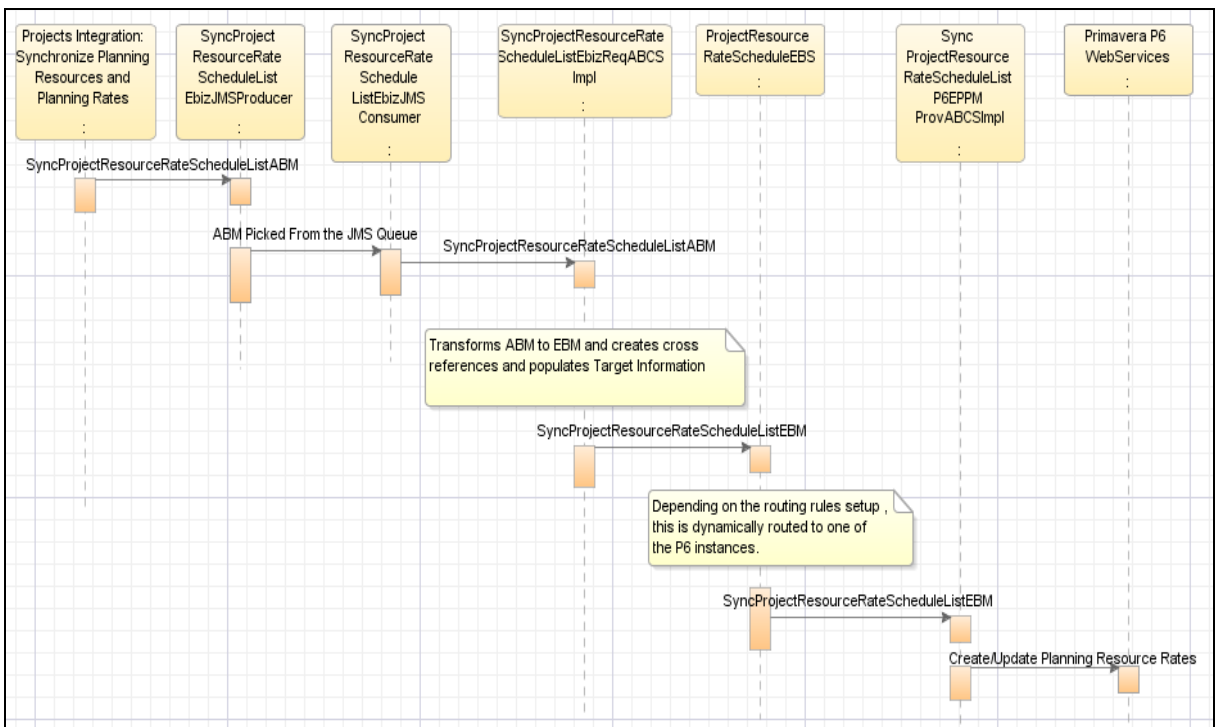 Projects Integration:
Synchronize Planning
Resources and
Planning Rates
:
SyncProject
ResourceRate
ScheduleList
EbizJMSProducer
:
SyncProject
ResourceRate
Schedule
ListEbizJMS
Consumer
:
SyncProjectResourceRate
ScheduleListEbizReqABCS
Impl
:
ProjectResource
RateScheduleEBS
:
Sync
ProjectResource
RateScheduleList
P6EPPM
ProvABCSImpl
:
Primavera P6
WebServices
:
SyncProjectResourceRateScheduleListABM
ABM Picked From the JMS Queue
SyncProjectResourceRateScheduleListABM
Transforms ABM to EBM and creates cross
references and populates Target Information
SyncProjectResourceRateScheduleListEBM
Depending on the routing rules setup ,
this is dynamically routed to one of
the P6 instances.
SyncProjectResourceRateScheduleListEBM
Create/Update Planning Resource Rates